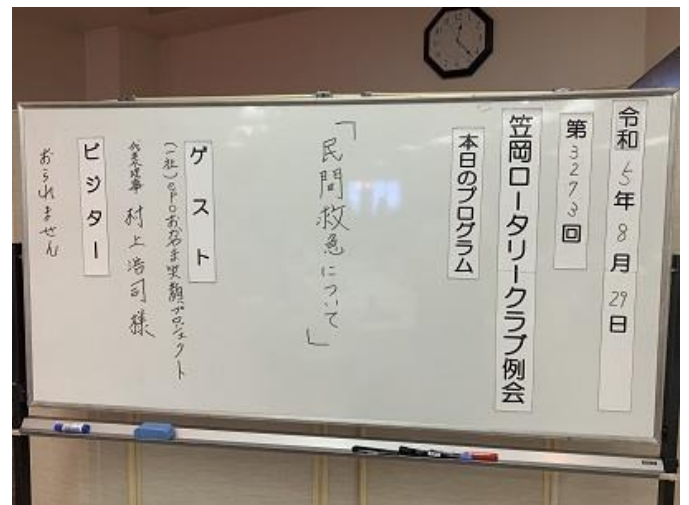 令和5年8月29日
第3273回
笠岡ロータリークラブ例会
本日のプログラム
「民間救急について」
ゲスト
(一社)OPOおかやま笑顔プロジェクト
代表理事 村上浩司様
ビジター
おられません